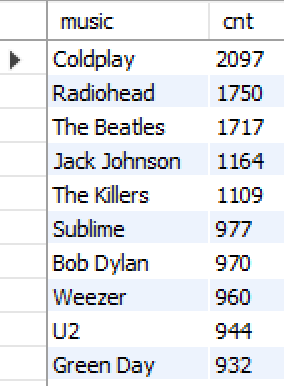 music cnt
Coldplay 2097
Radiohead 1750
The Beatles 1717
Jack Johnson 1164
The Killers 1109
Sublime 977
Bob Dylan 970
Weezer 960
U2 944
Green Day 932